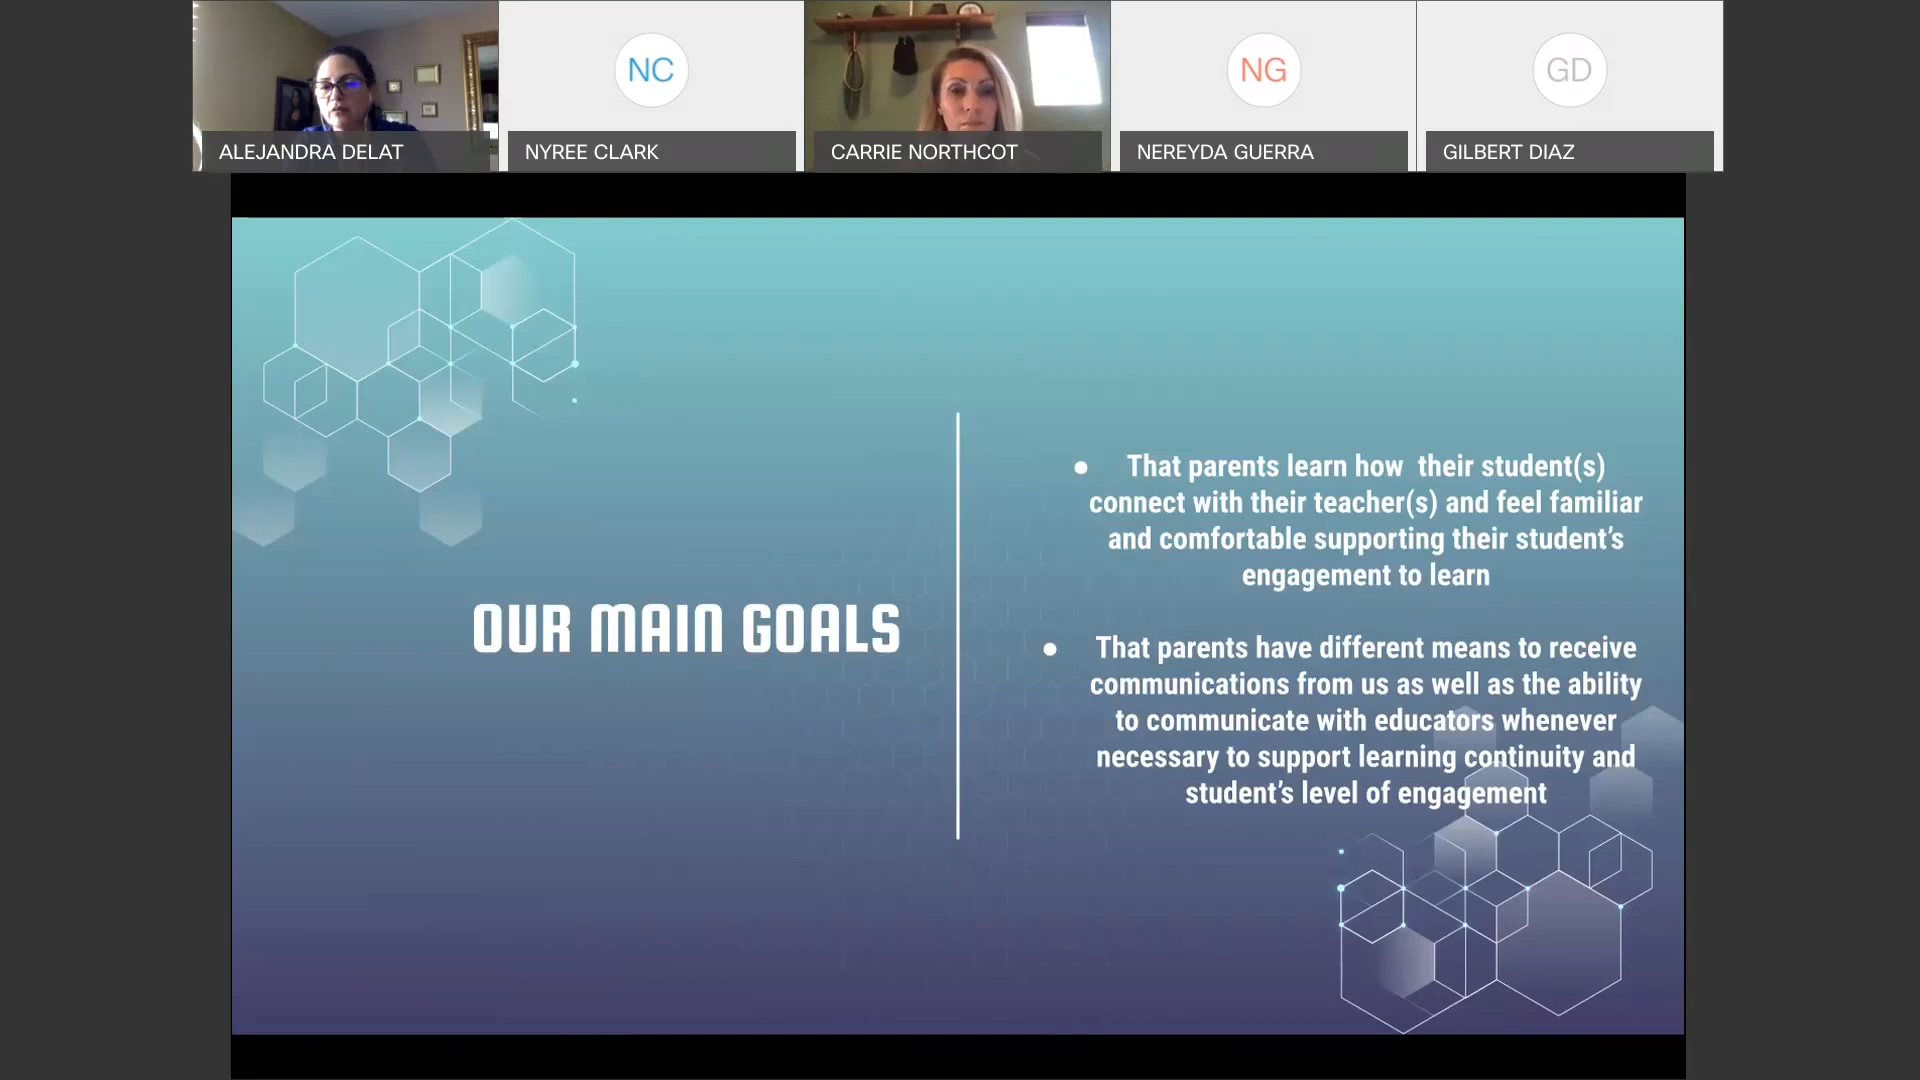 ALEJANDRA DELAT
NC
NYREE CLARK
CARRIE NORTHCOT
NG
NEREYDA GUERRA
GD
GILBERT DIAZ
OUR MAIN GOALS
● That parents learn how their student(s)
connect with their teacher(s) and feel familiar
and comfortable supporting their student’s
engagement to learn
● That parents have different means to receive
communications from us as well as the ability
to communicate with educators whenever
necessary to support learning continuity and
student’s level of engagement